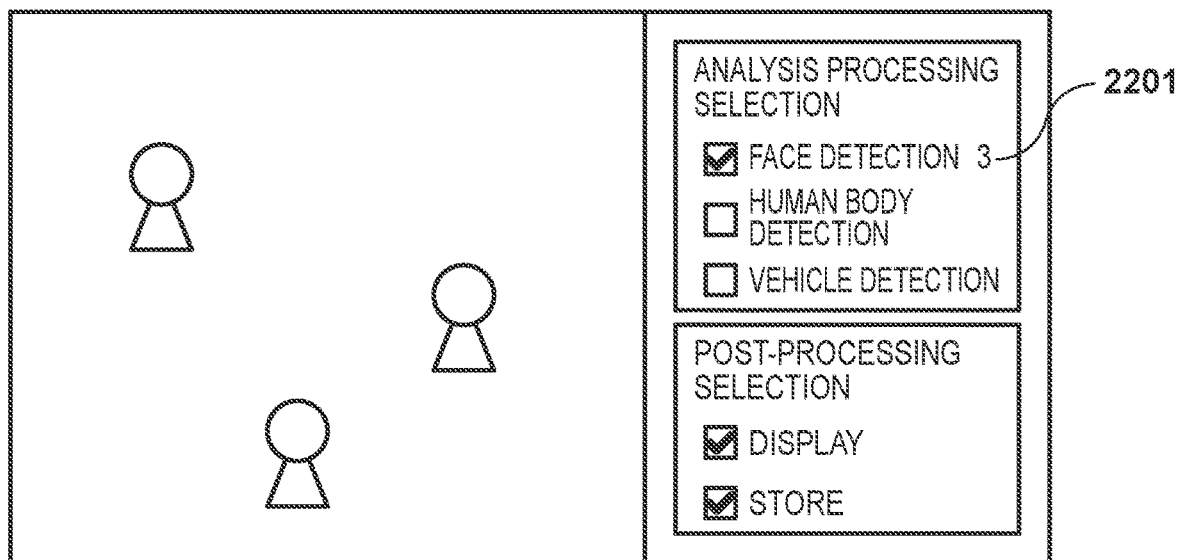 ANALYSIS PROCESSING
SELECTION
2201
FACE DETECTION 3
HUMAN BODY
DETECTION
VEHICLE DETECTION
POST-PROCESSING
SELECTION
DISPLAY
STORE